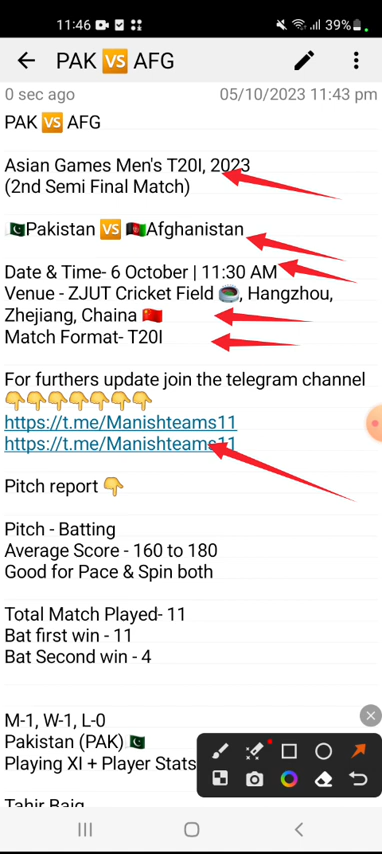 11:46 39%
PAK 🆚 AFG
0 sec ago 05/10/2023 11:43 pm
PAK 🆚 AFG
Asian Games Men's T20I, 2023
(2nd Semi Final Match)
🇵🇰Pakistan 🆚 🇦🇫Afghanistan
Date & Time- 6 October | 11:30 AM
Venue - ZJUT Cricket Field 🏟️, Hangzhou,
Zhejiang, Chaina 🇨🇳
Match Format- T20I
For furthers update join the telegram channel
👇👇👇👇👇👇👇
https://t.me/Manishteams11
https://t.me/Manishteams11
Pitch report 👇
Pitch - Batting
Average Score - 160 to 180
Good for Pace & Spin both
Total Match Played- 11
Bat first win - 11
Bat Second win - 4
M-1, W-1, L-0
Pakistan (PAK) 🇵🇰
Playing XI + Player Stats
Tahir Baig